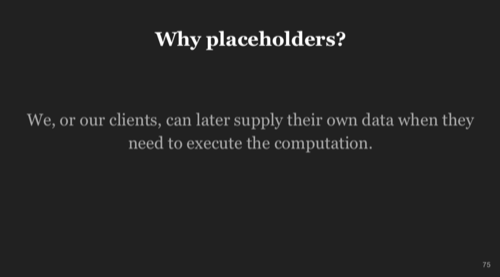 Why placeholders?
We, or our clients, can later supply their own data when they
need to execute the computation.
75